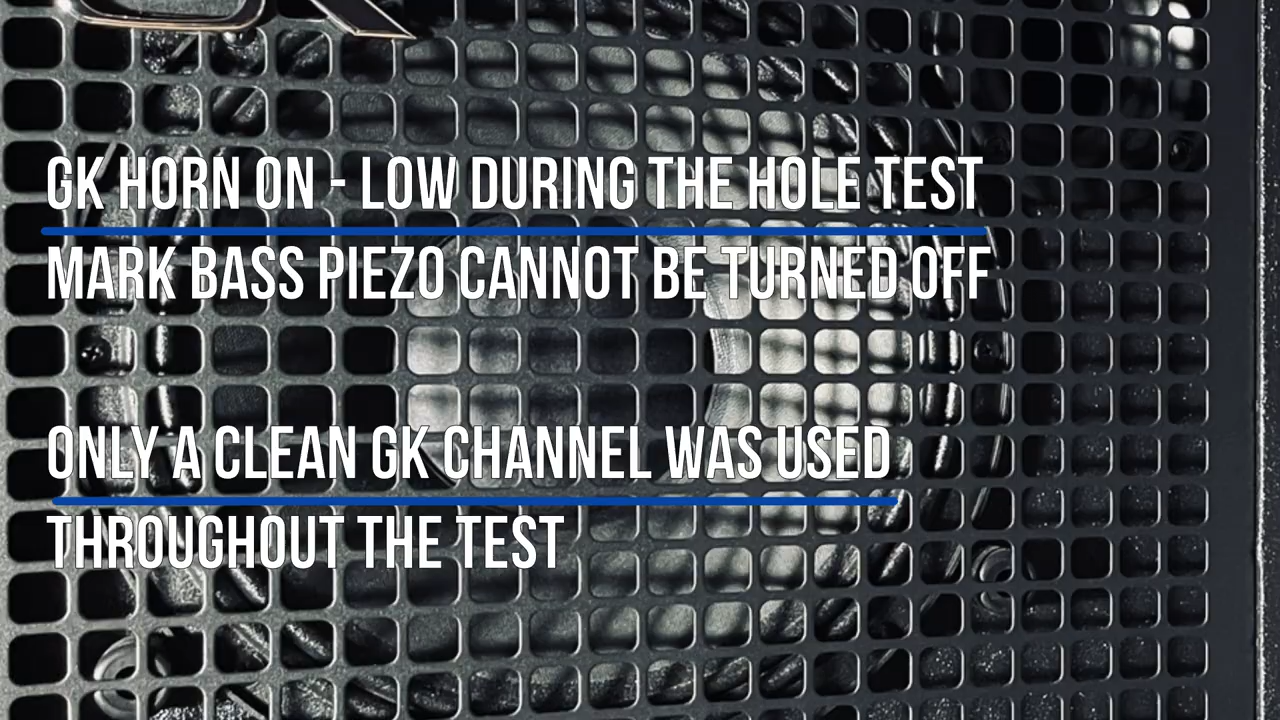 GK HORN ON - LOW DURING THE HOLE TEST
MARK BASS PIEZO CANNOT BE TURNED OFF
ONLY A CLEAN GK CHANNEL WAS USED
THROUGHOUT THE TEST